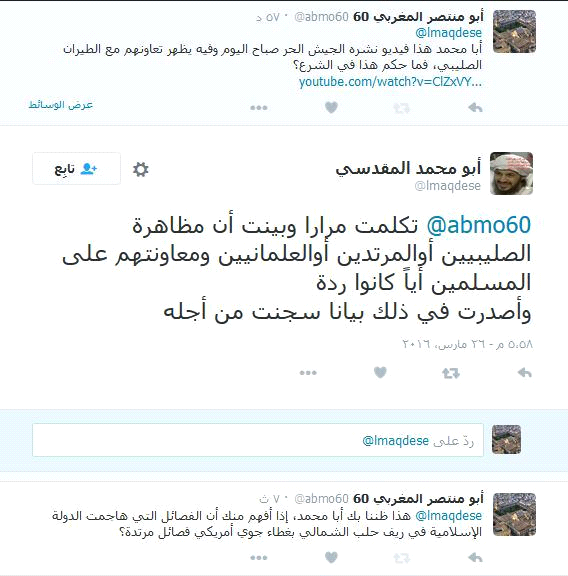 أبو منتصر المغربي 60 @abmo60 · ٥٧ د
@lmaqdese
أبا محمد هذا فيديو نشره الجيش الحر صباح اليوم وفيه يظهر تعاونهم مع الطيران
الصليبي، فما حكم هذا في الشرع؟
youtube.com/watch?v=ClZxVY...
عرض الوسائط
أبو محمد المقدسي
@lmaqdese
تابِع
@abmo60 تكلمت مرارا وبينت أن مظاهرة
الصليبيين أوالمرتدين أوالعلمانيين ومعاونتهم على
المسلمين أياً كانوا ردة
وأصدرت في ذلك بيانا سجنت من أجله
٥،٥٨ م - ٢٦ مارس، ٢٠١٦
ردّ على @lmaqdese
أبو منتصر المغربي 60 @abmo60 · ٧ ث
@lmaqdese هذا ظننا بك أبا محمد، إذا أفهم منك أن الفصائل التي هاجمت الدولة
الإسلامية في ريف حلب الشمالي بغطاء جوي أمريكي فصائل مرتدة؟